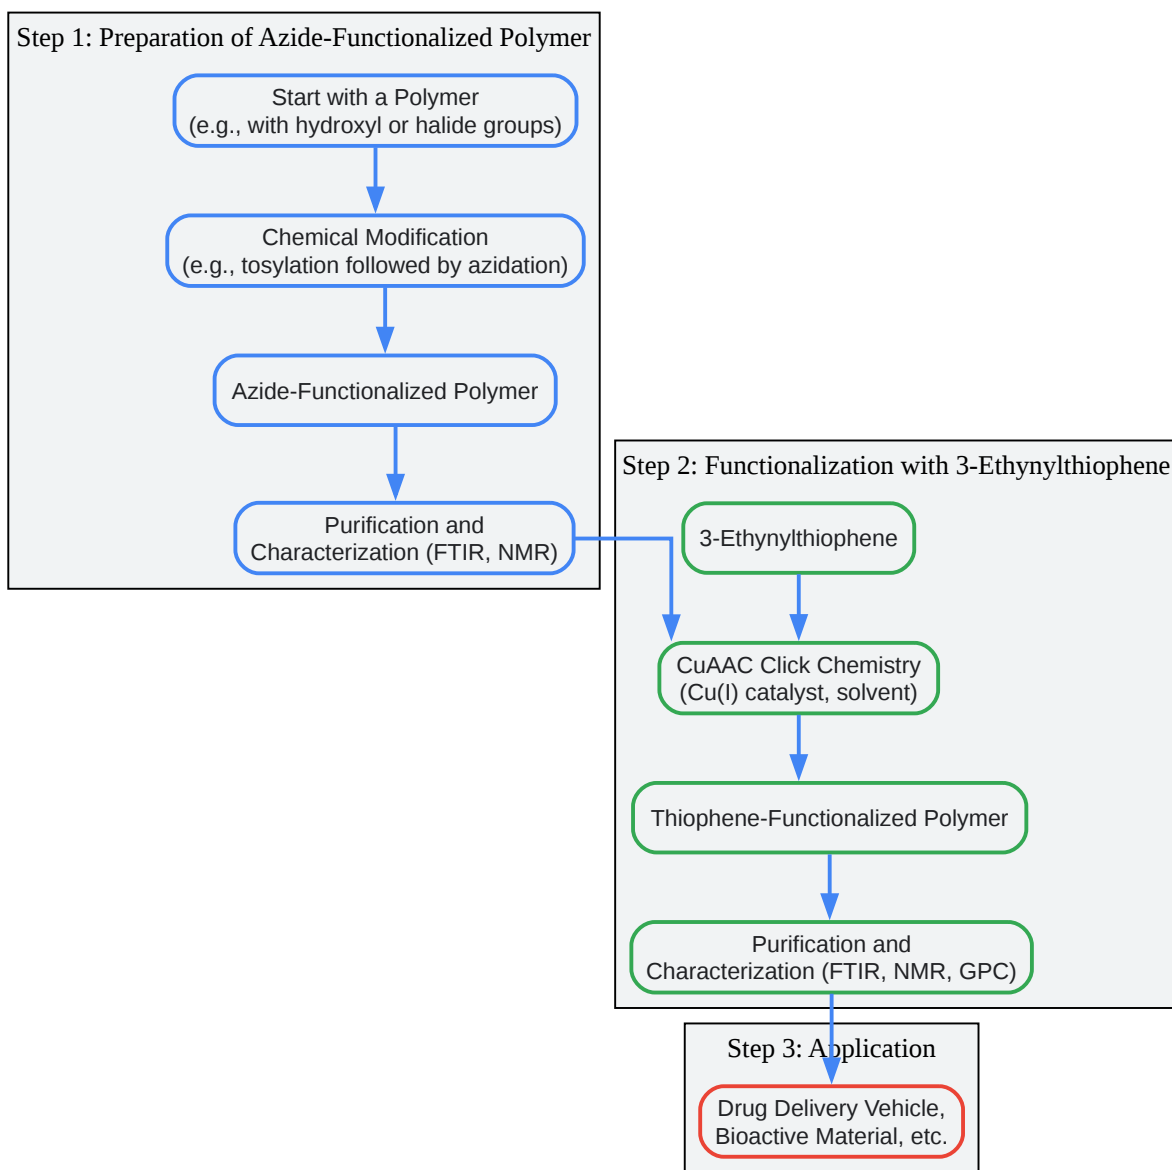 Step 1: Preparation of Azide-Functionalized Polymer
Start with a Polymer
(e.g., with hydroxyl or halide groups)
Chemical Modification
(e.g., tosylation followed by azidation)
Azide-Functionalized Polymer
Purification and
Characterization (FTIR, NMR)
Step 2: Functionalization with 3-Ethynylthiophene
3-Ethynylthiophene
CuAAC Click Chemistry
(Cu(I) catalyst, solvent)
Thiophene-Functionalized Polymer
Purification and
Characterization (FTIR, NMR, GPC)
Step 3: Application
Drug Delivery Vehicle,
Bioactive Material, etc.